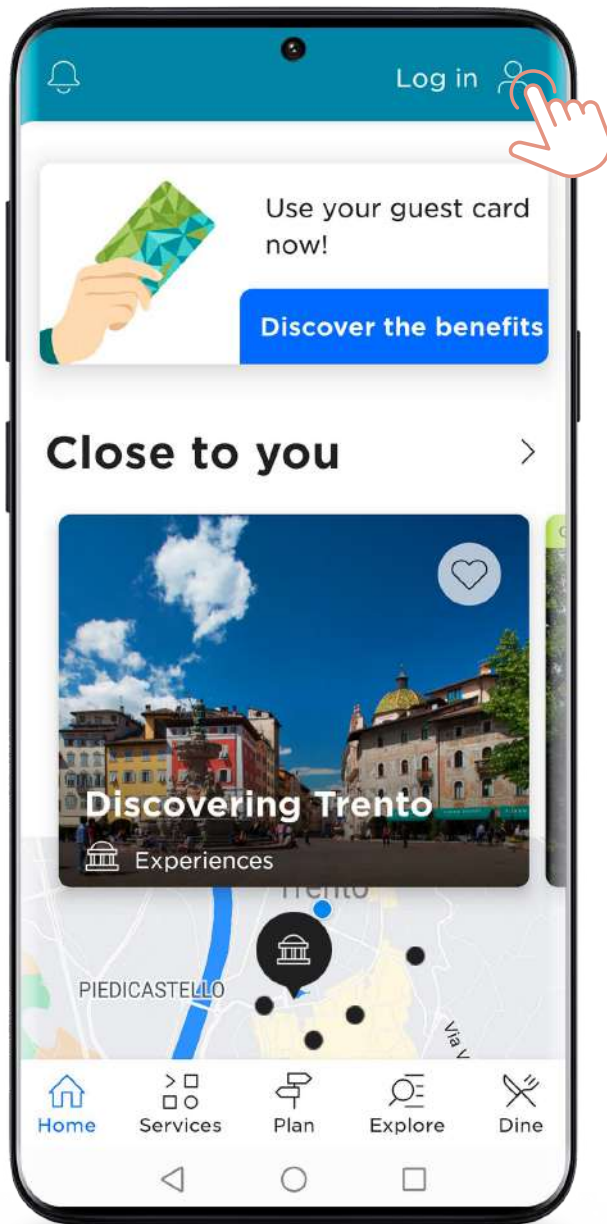 Log in
Use your guest card
now!
Discover the benefits
Close to you
Discovering Trento
Experiences
Trento
PIEDICASTELLO
Via V
Home
Services
Plan
Explore
Dine